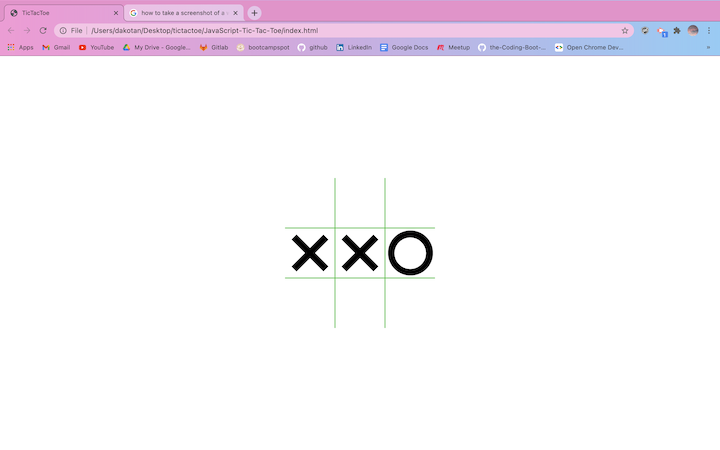 TicTacToe
how to take a screenshot of a
File /Users/dakotan/Desktop/tictactoe/JavaScript-Tic-Tac-Toe/index.html
Apps Gmail YouTube My Drive - Google... Gitlab bootcampspot github LinkedIn Google Docs Meetup the-Coding-Boot-... Open Chrome Dev... »
X X O